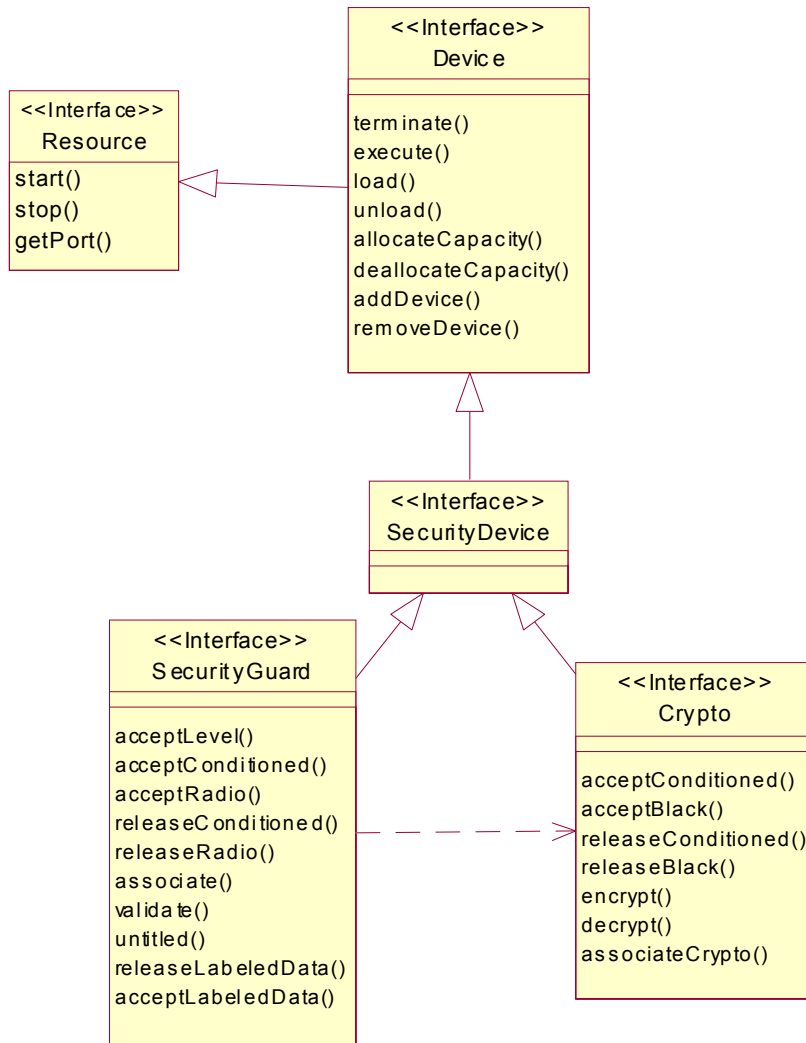 <<Interface>>
Device
terminate()
execute()
load()
unload()
allocateCapacity()
deallocateCapacity()
addDevice()
removeDevice()
<<Interface>>
Resource
start()
stop()
getPort()
<<Interface>>
SecurityDevice
<<Interface>>
SecurityGuard
acceptLevel()
acceptConditioned()
acceptRadio()
releaseConditioned()
releaseRadio()
associate()
validate()
untitled()
releaseLabeledData()
acceptLabeledData()
<<Interface>>
Crypto
acceptConditioned()
acceptBlack()
releaseConditioned()
releaseBlack()
encrypt()
decrypt()
associateCrypto()